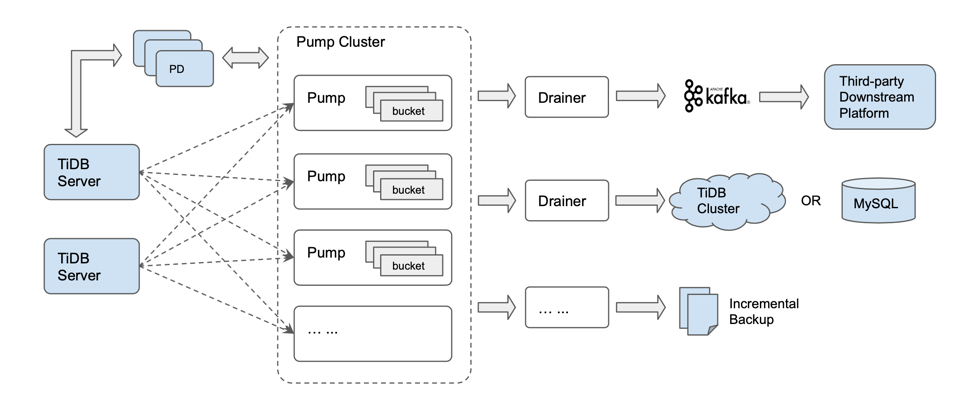 Pump Cluster
PD
Pump
bucket
Drainer
APACHE
kafka
Third-party
Downstream
Platform
TiDB
Server
Pump
bucket
Drainer
TiDB
Cluster
OR
MySQL
TiDB
Server
Pump
bucket
... ...
... ...
Incremental
Backup